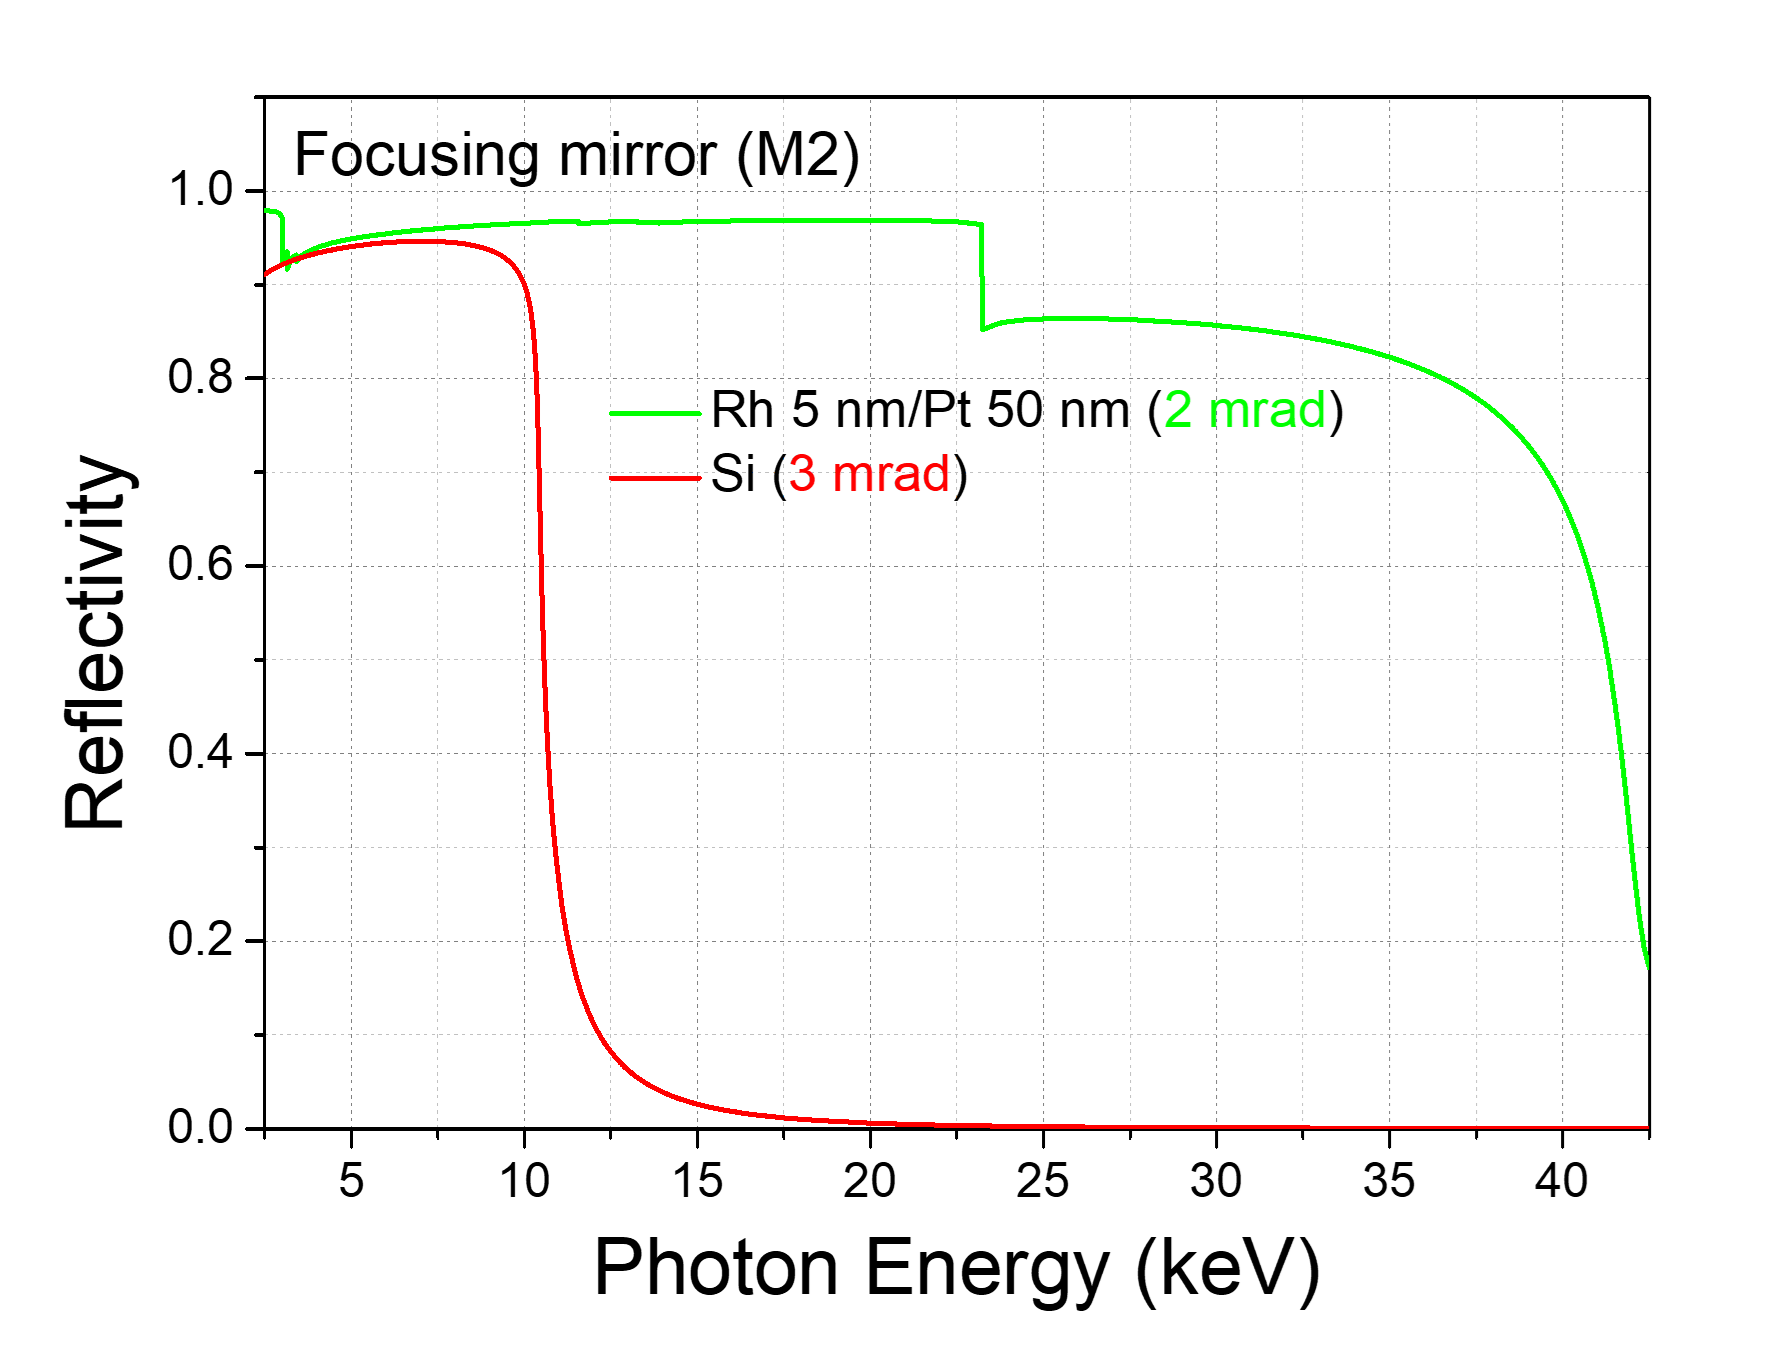 Focusing mirror (M2)
1.0
0.8
0.6
0.4
0.2
0.0
Rh 5 nm/Pt 50 nm (2 mrad)
Si (3 mrad)
Reflectivity
5 10 15 20 25 30 35 40
Photon Energy (keV)